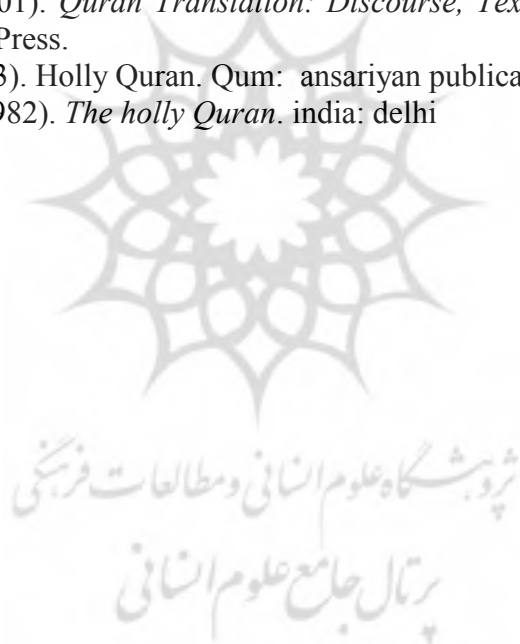 01). Quran Translation: Discourse, Tex
Press.
3). Holly Quran. Qum: ansariyan publica
982). The holly Quran. india: delhi
پژوهشگاه علوم انسانی و مطالعات فرهنگی
پرتال جامع علوم انسانی